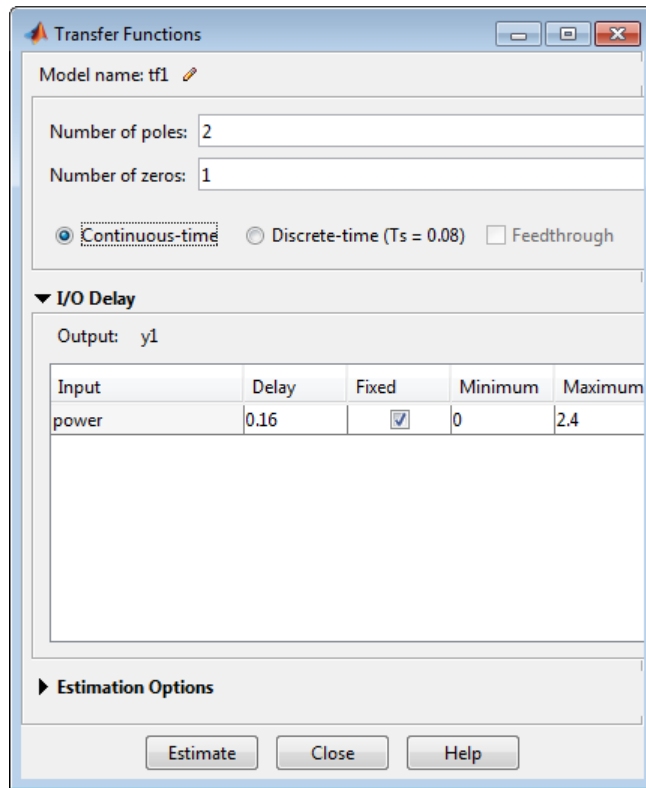 Transfer Functions
Model name: tf1
Number of poles: 2
Number of zeros: 1
Continuous-time Discrete-time (Ts = 0.08) Feedthrough
I/O Delay
Output: y1
Input Delay Fixed Minimum Maximum
power 0.16 0 2.4
Estimation Options
Estimate Close Help